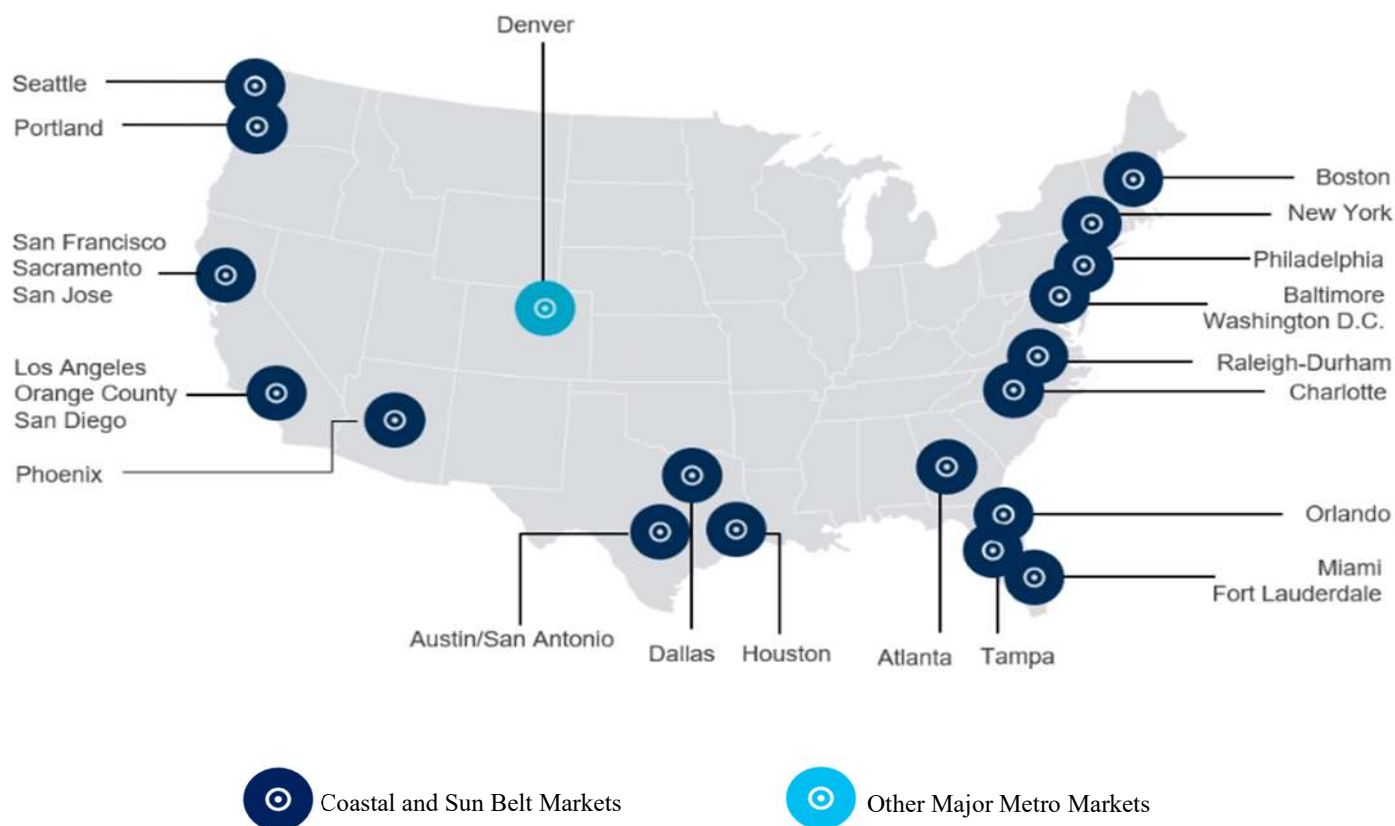 Denver
Seattle
Portland
San Francisco
Sacramento
San Jose
Los Angeles
Orange County
San Diego
Phoenix
Boston
New York
Philadelphia
Baltimore
Washington D.C.
Raleigh-Durham
Charlotte
Orlando
Miami
Fort Lauderdale
Austin/San Antonio
Dallas
Houston
Atlanta
Tampa
Coastal and Sun Belt Markets
Other Major Metro Markets